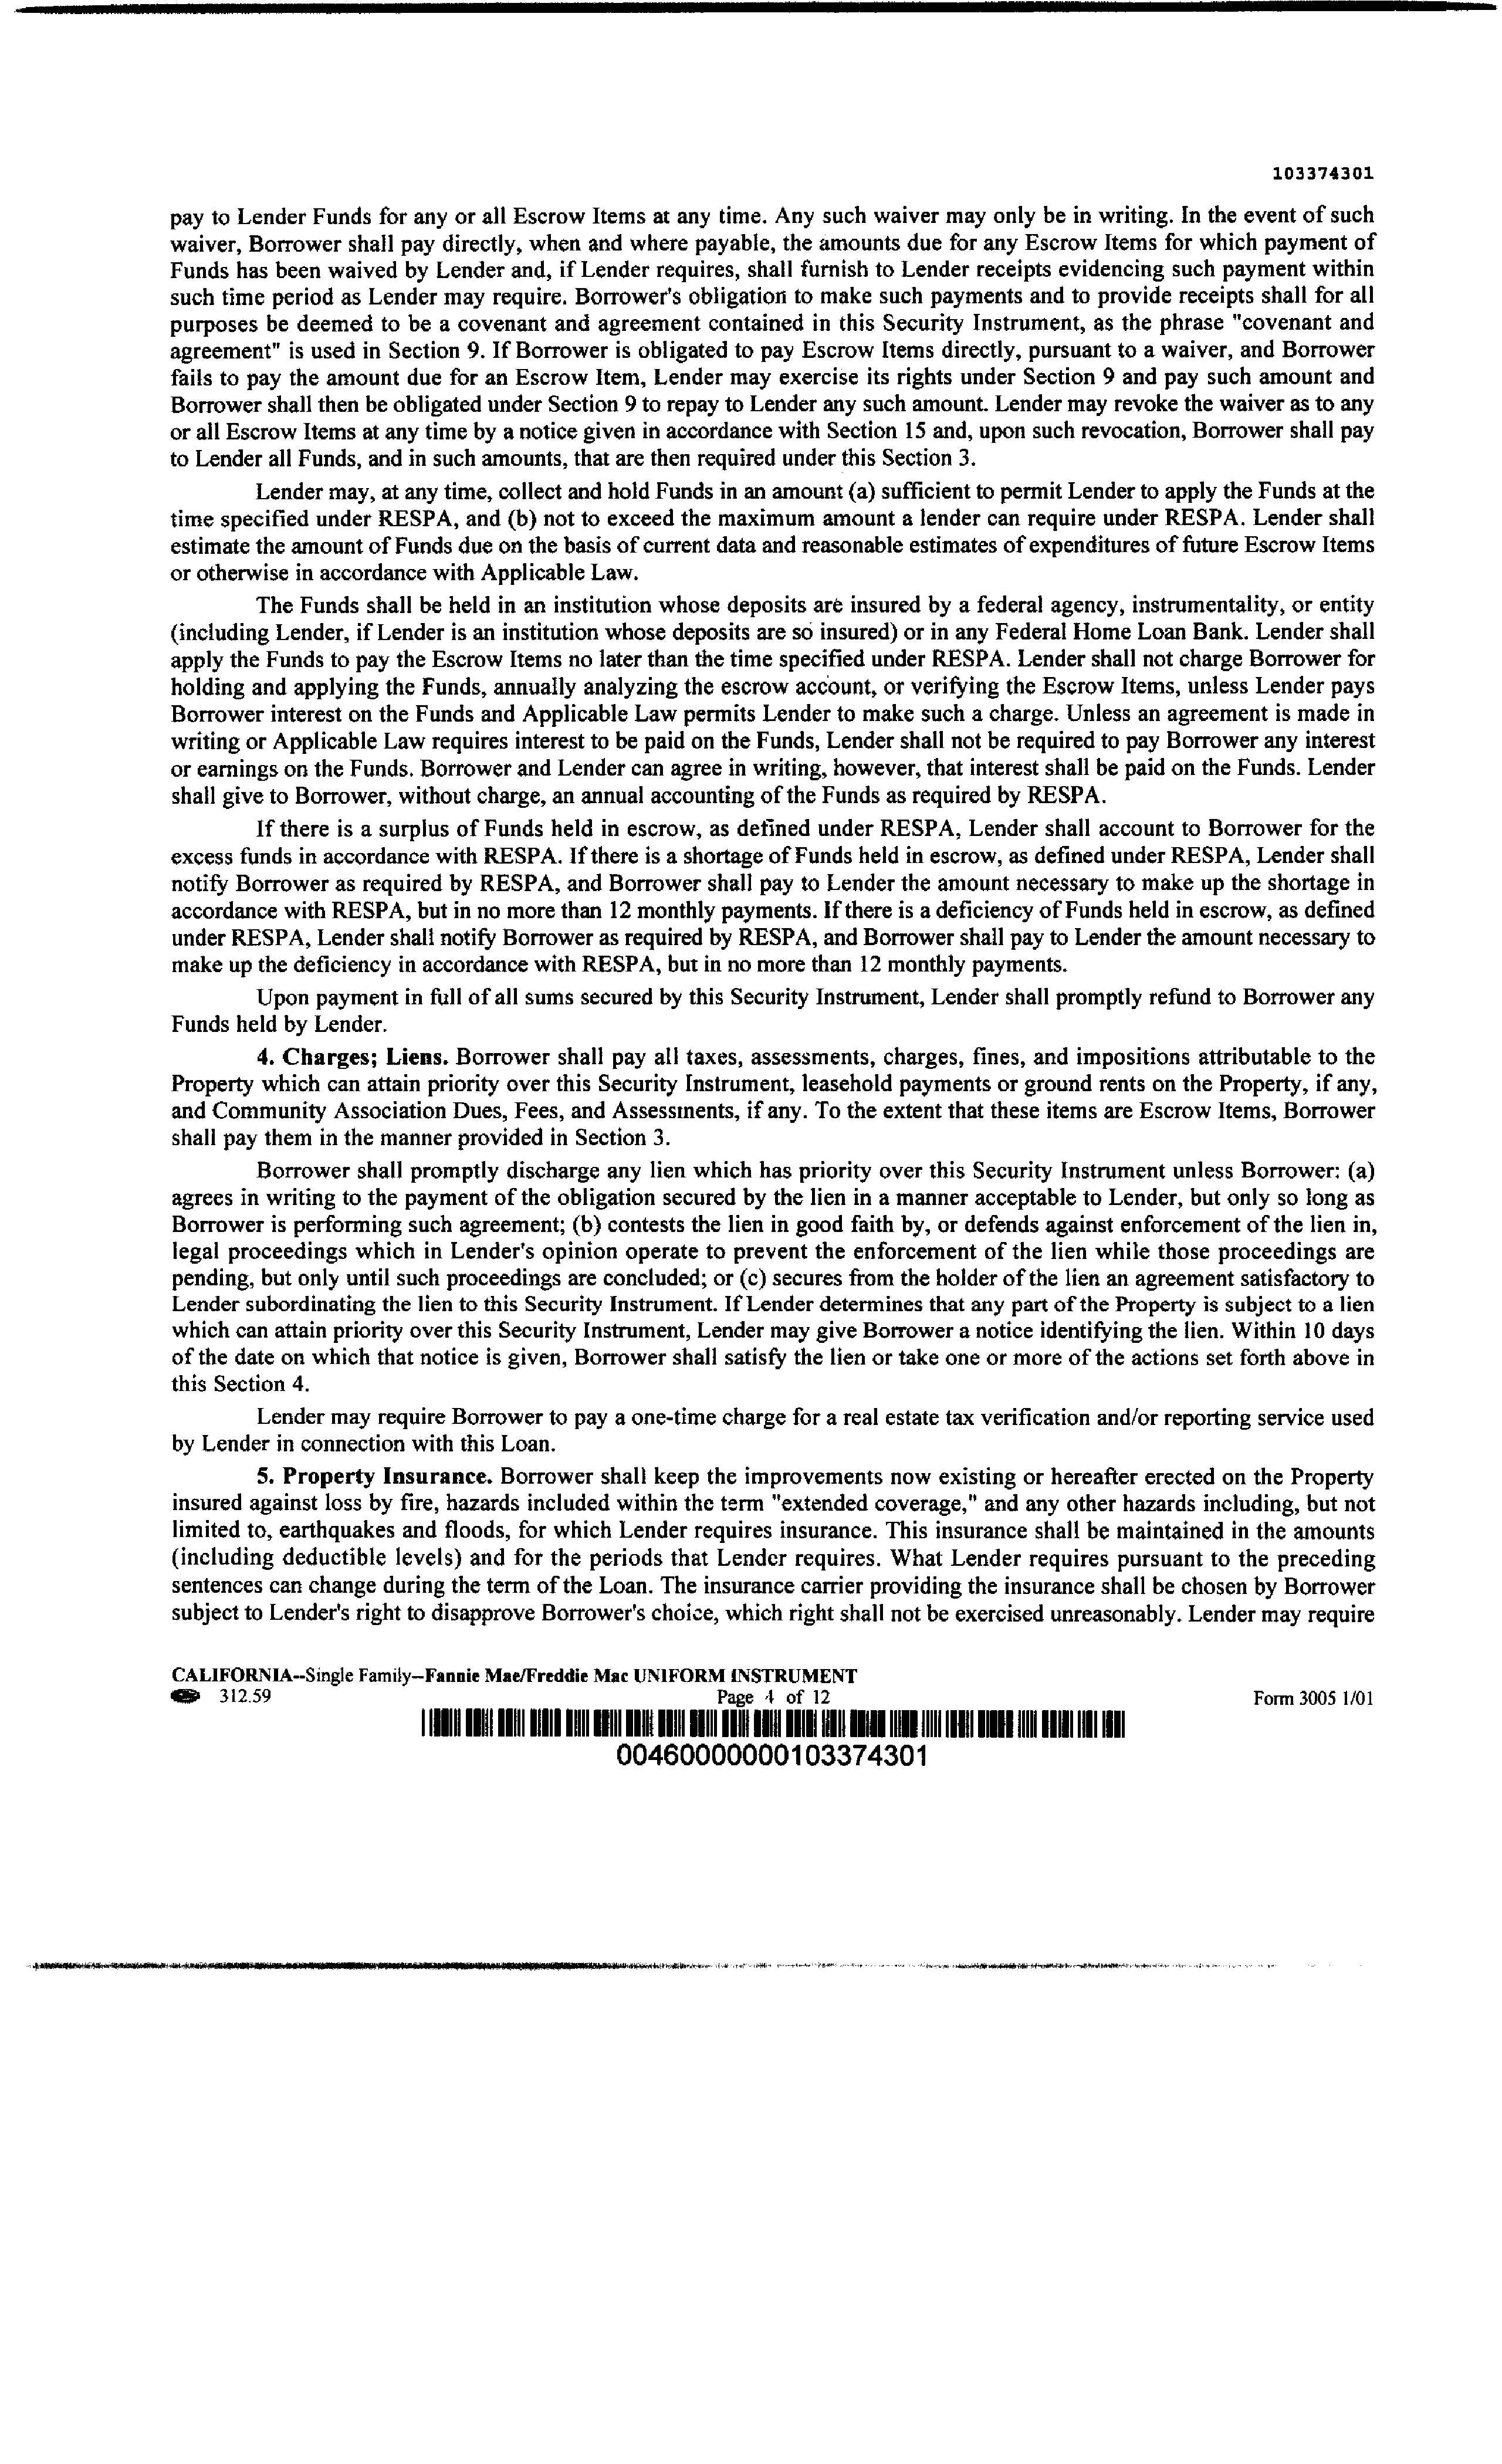 103374301
pay to Lender Funds for any or all Escrow Items at any time. Any such waiver may only be in writing. In the event of such
waiver, Borrower shall pay directly, when and where payable, the amounts due for any Escrow Items for which payment of
Funds has been waived by Lender and, if Lender requires, shall furnish to Lender receipts evidencing such payment within
such time period as Lender may require. Borrower's obligation to make such payments and to provide receipts shall for all
purposes be deemed to be a covenant and agreement contained in this Security Instrument, as the phrase "covenant and
agreement" is used in Section 9. If Borrower is obligated to pay Escrow Items directly, pursuant to a waiver, and Borrower
fails to pay the amount due for an Escrow Item, Lender may exercise its rights under Section 9 and pay such amount and
Borrower shall then be obligated under Section 9 to repay to Lender any such amount. Lender may revoke the waiver as to any
or all Escrow Items at any time by a notice given in accordance with Section 15 and, upon such revocation, Borrower shall pay
to Lender all Funds, and in such amounts, that are then required under this Section 3.
Lender may, at any time, collect and hold Funds in an amount (a) sufficient to permit Lender to apply the Funds at the
time specified under RESPA, and (b) not to exceed the maximum amount a lender can require under RESPA. Lender shall
estimate the amount of Funds due on the basis of current data and reasonable estimates of expenditures of future Escrow Items
or otherwise in accordance with Applicable Law.
The Funds shall be held in an institution whose deposits are insured by a federal agency, instrumentality, or entity
(including Lender, if Lender is an institution whose deposits are so insured) or in any Federal Home Loan Bank. Lender shall
apply the Funds to pay the Escrow Items no later than the time specified under RESPA. Lender shall not charge Borrower for
holding and applying the Funds, annually analyzing the escrow account, or verifying the Escrow Items, unless Lender pays
Borrower interest on the Funds and Applicable Law permits Lender to make such a charge. Unless an agreement is made in
writing or Applicable Law requires interest to be paid on the Funds, Lender shall not be required to pay Borrower any interest
or earnings on the Funds. Borrower and Lender can agree in writing, however, that interest shall be paid on the Funds. Lender
shall give to Borrower, without charge, an annual accounting of the Funds as required by RESPA.
If there is a surplus of Funds held in escrow, as defined under RESPA, Lender shall account to Borrower for the
excess funds in accordance with RESPA. If there is a shortage of Funds held in escrow, as defined under RESPA, Lender shall
notify Borrower as required by RESPA, and Borrower shall pay to Lender the amount necessary to make up the shortage in
accordance with RESPA, but in no more than 12 monthly payments. If there is a deficiency of Funds held in escrow, as defined
under RESPA, Lender shall notify Borrower as required by RESPA, and Borrower shall pay to Lender the amount necessary to
make up the deficiency in accordance with RESPA, but in no more than 12 monthly payments.
Upon payment in full of all sums secured by this Security Instrument, Lender shall promptly refund to Borrower any
Funds held by Lender.
4. Charges; Liens. Borrower shall pay all taxes, assessments, charges, fines, and impositions attributable to the
Property which can attain priority over this Security Instrument, leasehold payments or ground rents on the Property, if any,
and Community Association Dues, Fees, and Assessments, if any. To the extent that these items are Escrow Items, Borrower
shall pay them in the manner provided in Section 3.
Borrower shall promptly discharge any lien which has priority over this Security Instrument unless Borrower: (a)
agrees in writing to the payment of the obligation secured by the lien in a manner acceptable to Lender, but only so long as
Borrower is performing such agreement; (b) contests the lien in good faith by, or defends against enforcement of the lien in,
legal proceedings which in Lender's opinion operate to prevent the enforcement of the lien while those proceedings are
pending, but only until such proceedings are concluded; or (c) secures from the holder of the lien an agreement satisfactory to
Lender subordinating the lien to this Security Instrument. If Lender determines that any part of the Property is subject to a lien
which can attain priority over this Security Instrument, Lender may give Borrower a notice identifying the lien. Within 10 days
of the date on which that notice is given, Borrower shall satisfy the lien or take one or more of the actions set forth above in
this Section 4.
Lender may require Borrower to pay a one-time charge for a real estate tax verification and/or reporting service used
by Lender in connection with this Loan.
5. Property Insurance. Borrower shall keep the improvements now existing or hereafter erected on the Property
insured against loss by fire, hazards included within the term "extended coverage," and any other hazards including, but not
limited to, earthquakes and floods, for which Lender requires insurance. This insurance shall be maintained in the amounts
(including deductible levels) and for the periods that Lender requires. What Lender requires pursuant to the preceding
sentences can change during the term of the Loan. The insurance carrier providing the insurance shall be chosen by Borrower
subject to Lender's right to disapprove Borrower's choice, which right shall not be exercised unreasonably. Lender may require
CALIFORNIA--Single Family--Fannie Mae/Freddie Mac UNIFORM INSTRUMENT
312.59 Page 4 of 12 Form 3005 1/01
00460000000103374301